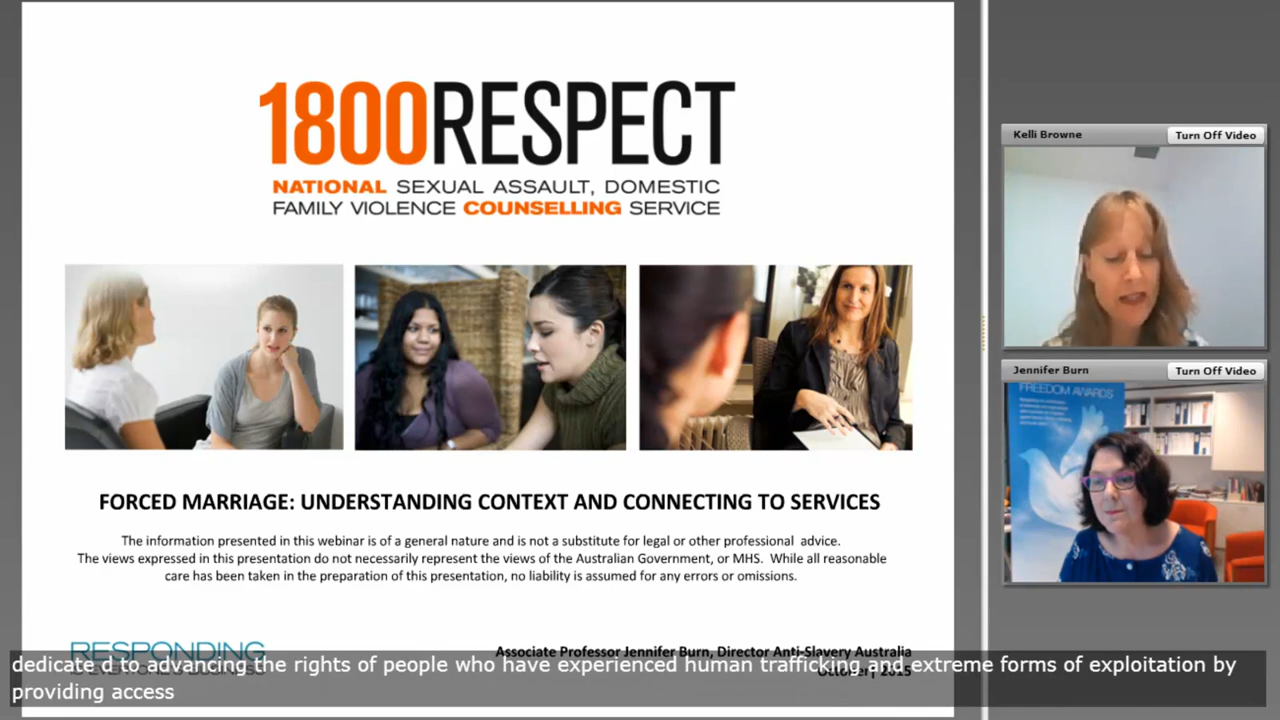 1800RESPECT
NATIONAL SEXUAL ASSAULT, DOMESTIC
FAMILY VIOLENCE COUNSELLING SERVICE
FORCED MARRIAGE: UNDERSTANDING CONTEXT AND CONNECTING TO SERVICES
The information presented in this webinar is of a general nature and is not a substitute for legal or other professional advice.
The views expressed in this presentation do not necessarily represent the views of the Australian Government, or MHS. While all reasonable
care has been taken in the preparation of this presentation, no liability is assumed for any errors or omissions.
RESPONDING
IS EVERYONE'S BUSINESS
Associate Professor Jennifer Burn, Director Anti-Slavery Australia
October, 2015
dedicate d to advancing the rights of people who have experienced human trafficking and extreme forms of exploitation by
providing access
Kelli Browne
Turn Off Video
Jennifer Burn
Turn Off Video
FREEDOM AWARDS